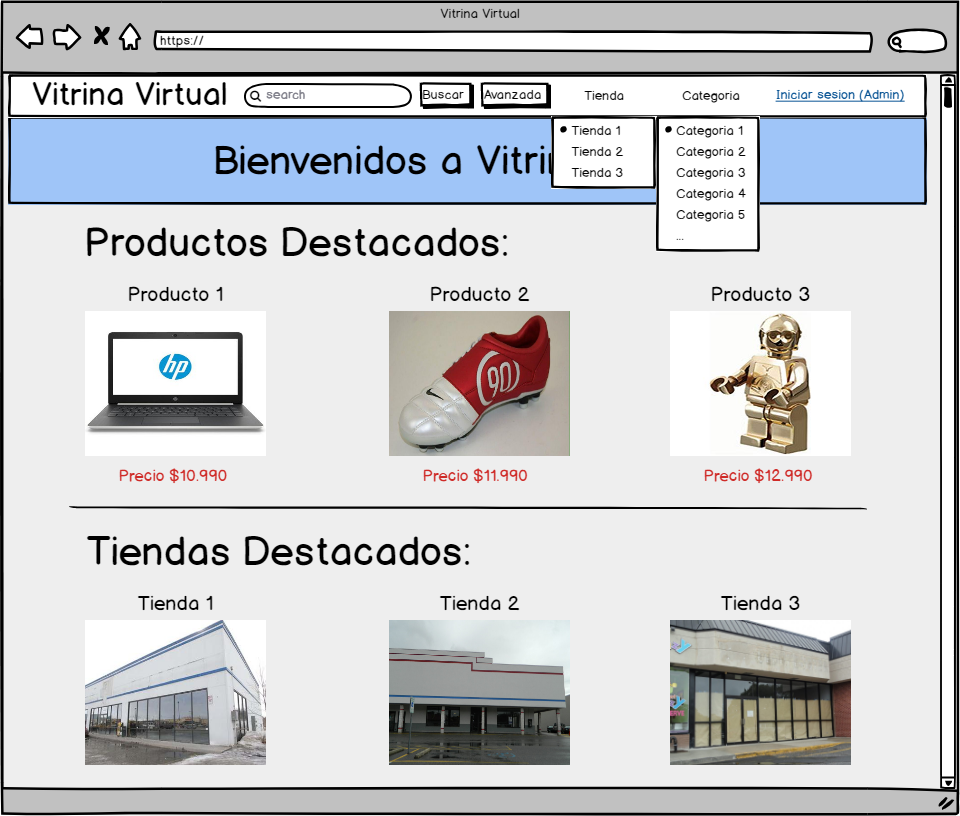 Vitrina Virtual
https://
Vitrina Virtual
search
Buscar
Avanzada
Tienda
Categoria
Iniciar sesion (Admin)
Tienda 1
Tienda 2
Tienda 3
Categoria 1
Categoria 2
Categoria 3
Categoria 4
Categoria 5
...
Bienvenidos a Vitri
Productos Destacados:
Producto 1
Producto 2
Producto 3
hp
(90)
Precio $10.990
Precio $11.990
Precio $12.990
Tiendas Destacados:
Tienda 1
Tienda 2
Tienda 3